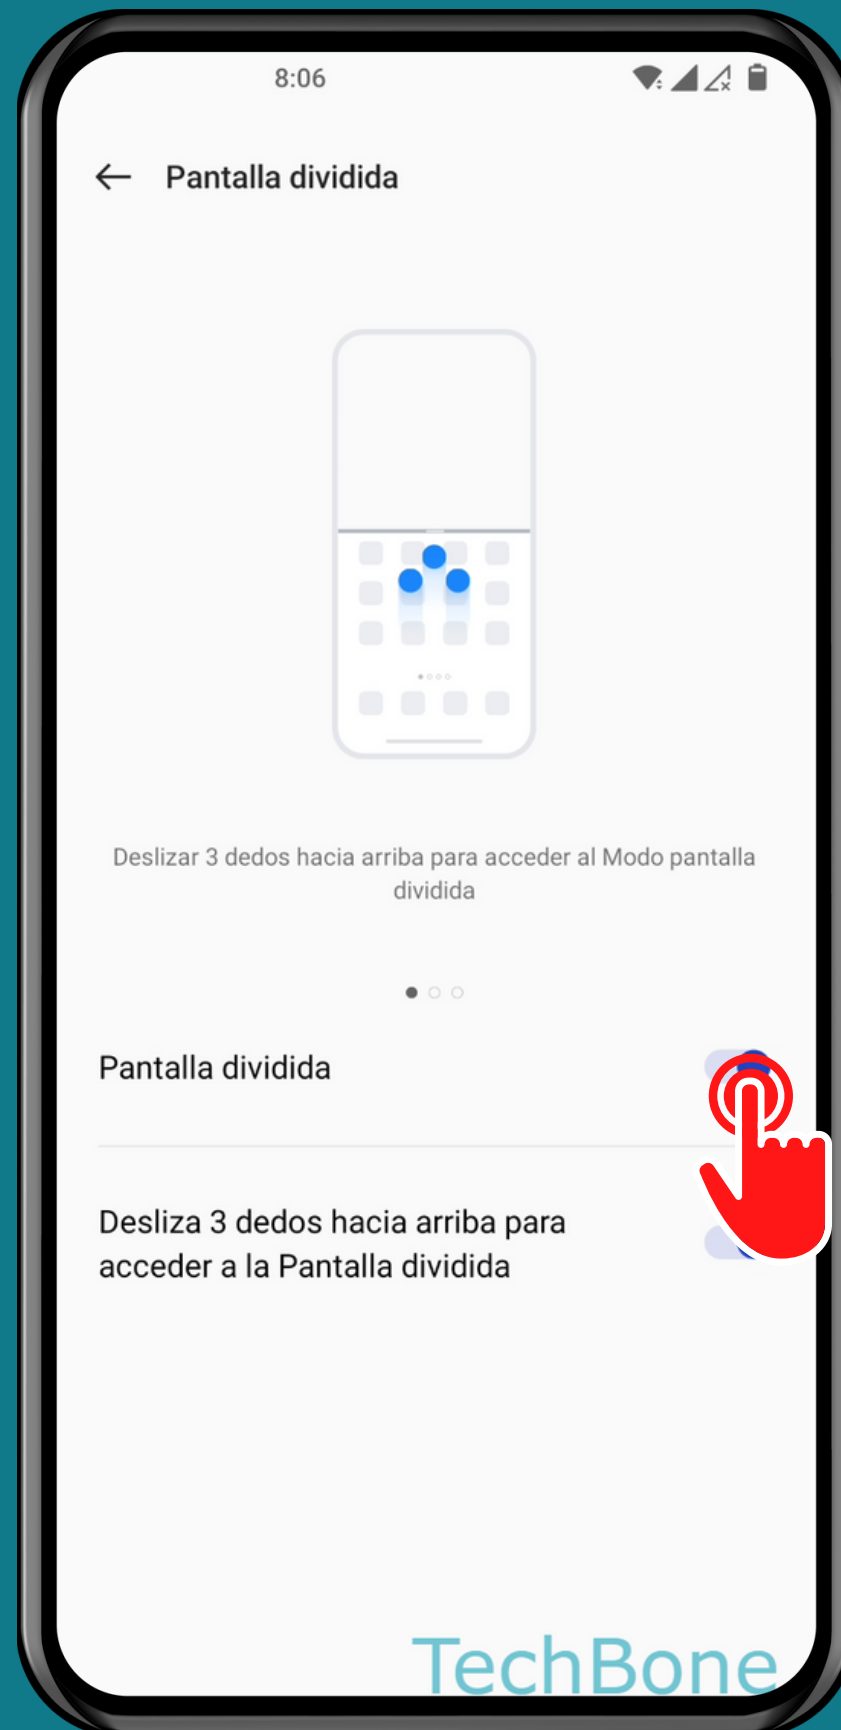 8:06
Pantalla dividida
Deslizar 3 dedos hacia arriba para acceder al Modo pantalla
dividida
Pantalla dividida
Desliza 3 dedos hacia arriba para
acceder a la Pantalla dividida
TechBone